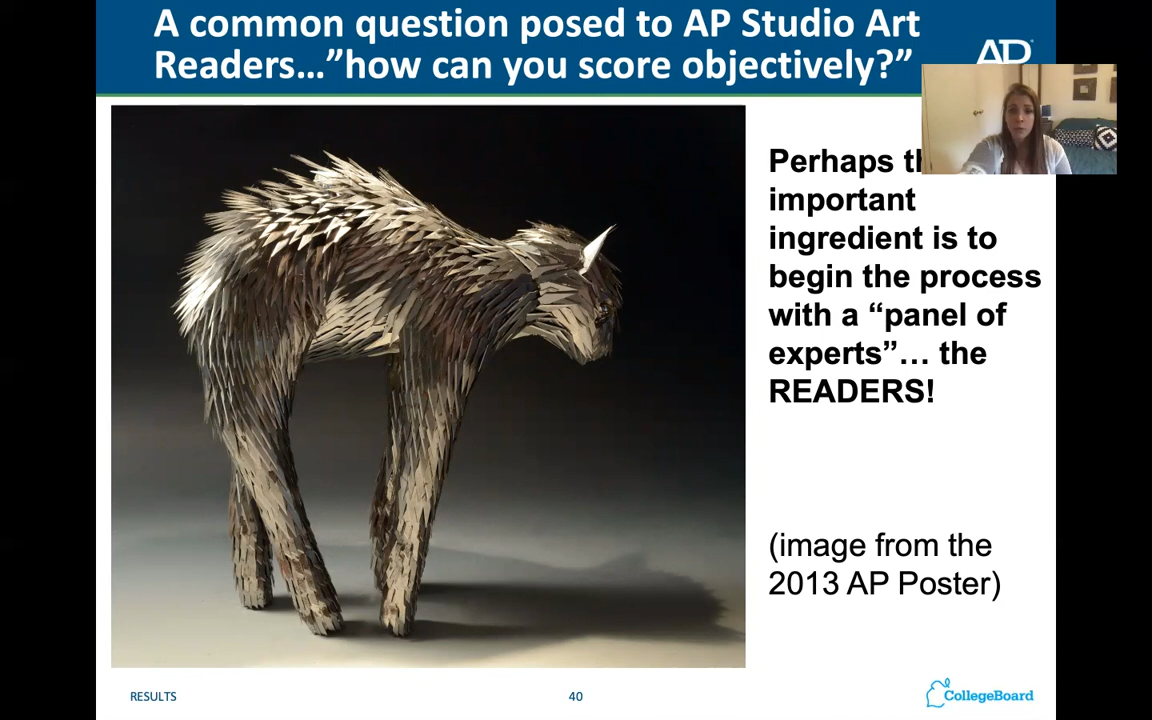 A common question posed to AP Studio Art
Readers…”how can you score objectively?”
AP
Perhaps
important
ingredient is to
begin the process
with a “panel of
experts”… the
READERS!
(image from the
2013 AP Poster)
RESULTS
40
CollegeBoard